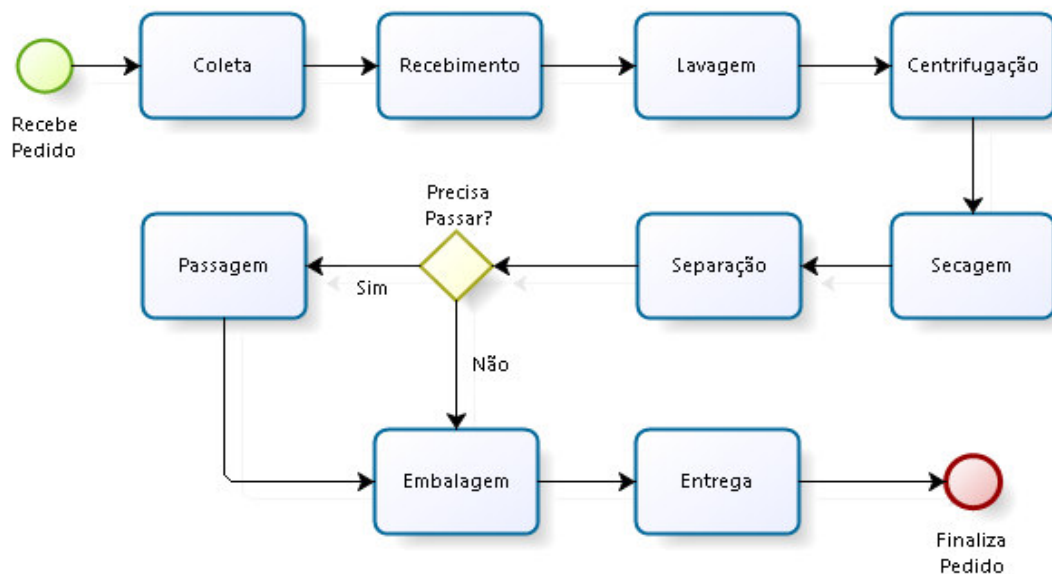 Coleta
Recebimento
Lavagem
Centrifugação
Recebe
Pedido
Precisa
Passar?
Passagem
Sim
Separação
Secagem
Não
Embalagem
Entrega
Finaliza
Pedido